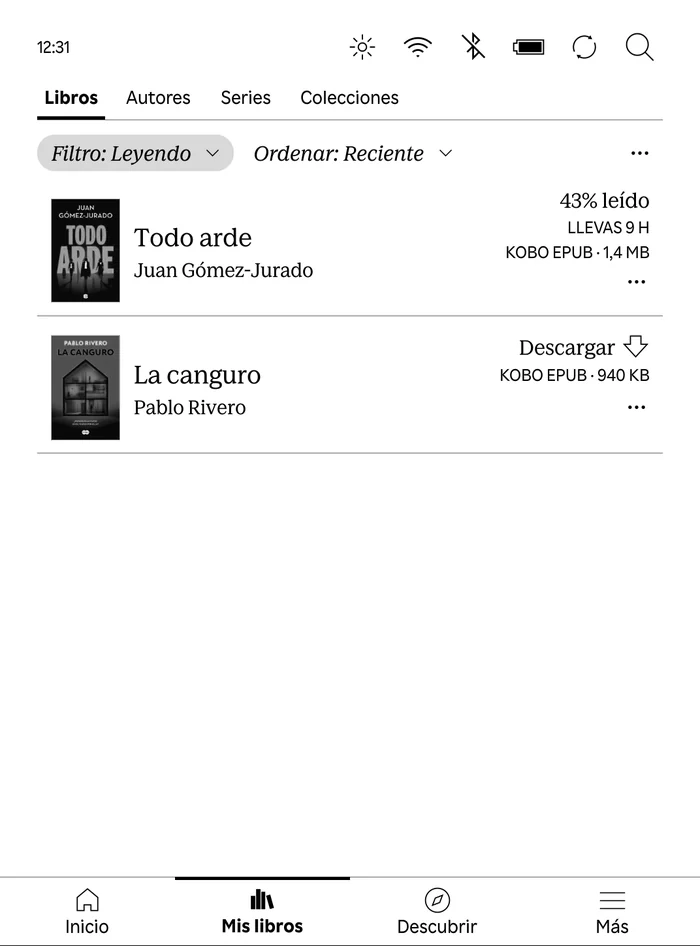 12:31
Libros Autores Series Colecciones
Filtro: Leyendo Ordenar: Reciente
JUAN
GÓMEZ-JURADO
TODO
ARDE
Todo arde
Juan Gómez-Jurado
43% leído
LLEVAS 9 H
KOBO EPUB · 1,4 MB
PABLO RIVERO
LA CANGURO
La canguro
Pablo Rivero
Descargar
KOBO EPUB · 940 KB
Inicio Mis libros Descubrir Más